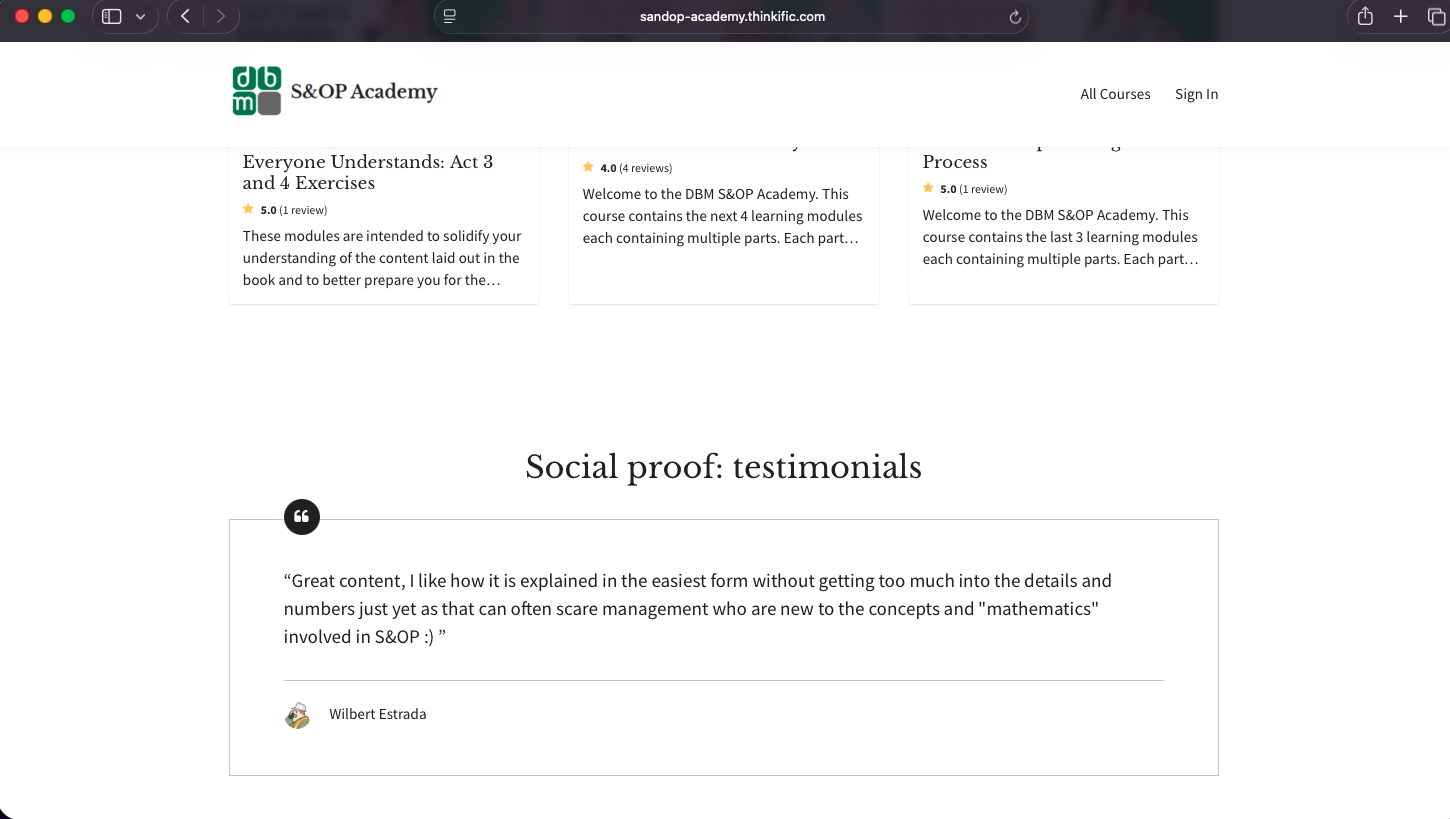 sandop-academy.thinkific.com
dbm
S&OP Academy
All Courses
Sign In
Everyone Understands: Act 3
and 4 Exercises
5.0 (1 review)
These modules are intended to solidify your
understanding of the content laid out in the
book and to better prepare you for the…
4.0 (4 reviews)
Welcome to the DBM S&OP Academy. This
course contains the next 4 learning modules
each containing multiple parts. Each part…
Process
5.0 (1 review)
Welcome to the DBM S&OP Academy. This
course contains the last 3 learning modules
each containing multiple parts. Each part…
Social proof: testimonials
“Great content, I like how it is explained in the easiest form without getting too much into the details and
numbers just yet as that can often scare management who are new to the concepts and "mathematics"
involved in S&OP :) ”
Wilbert Estrada